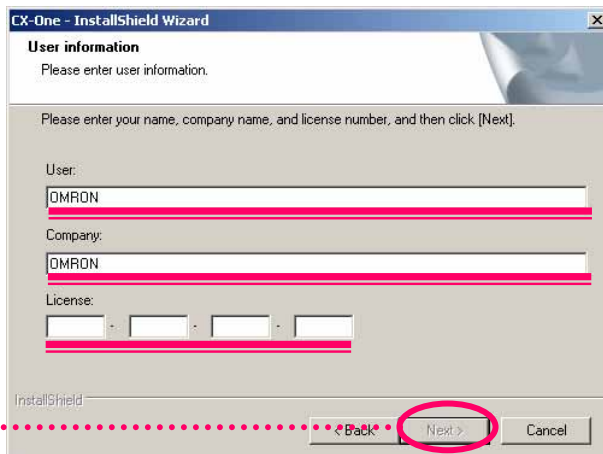 CX-One - InstallShield Wizard
User information
Please enter user information.
Please enter your name, company name, and license number, and then click [Next].
User:
OMRON
Company:
OMRON
License:
- - -
InstallShield
< Back Next > Cancel